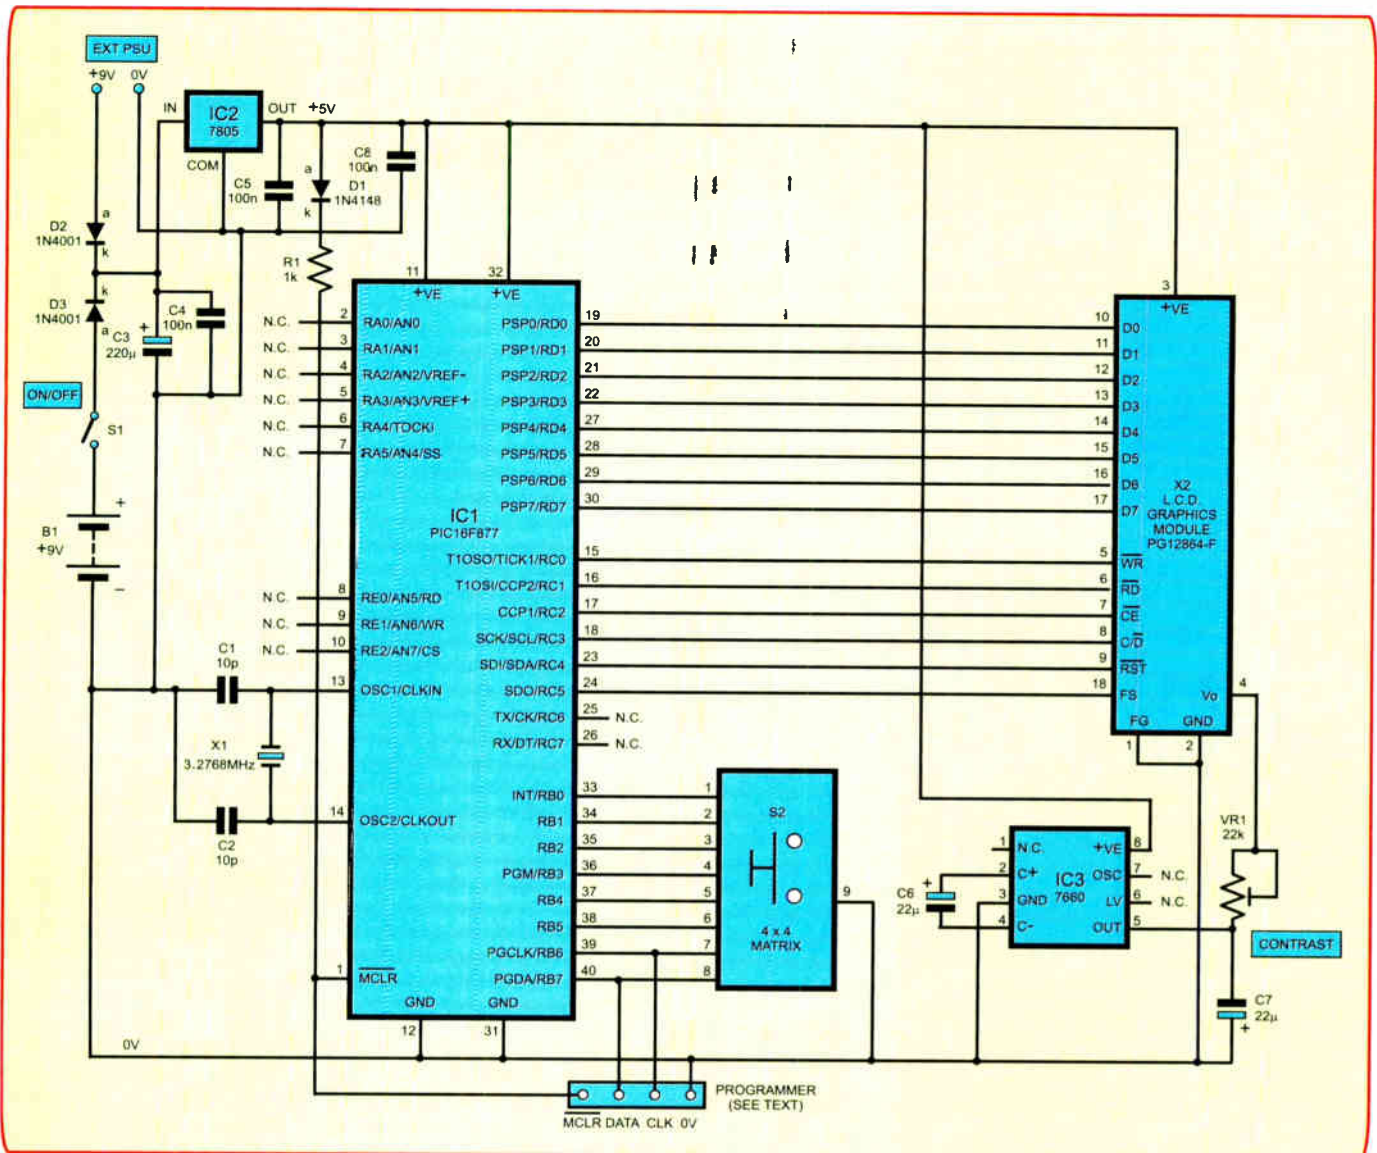 EXT PSU
+9V
0V
IN
IC2
7805
OUT
+5V
COM
C5
100n
a
D1
1N4148
k
C8
100n
D2
1N4001
a
k
R1
1k
D3
1N4001
k
a
C4
100n
+
C3
220µ
ON/OFF
S1
+
B1
+9V
−
11
+VE
32
+VE
N.C.
2
RA0/AN0
N.C.
3
RA1/AN1
N.C.
4
RA2/AN2/VREF-
N.C.
5
RA3/AN3/VREF+
N.C.
6
RA4/TOCKI
N.C.
7
RA5/AN4/SS
IC1
PIC16F877
N.C.
8
RE0/AN5/RD
N.C.
9
RE1/AN6/WR
N.C.
10
RE2/AN7/CS
C1
10p
13
OSC1/CLKIN
X1
3.2768MHz
14
OSC2/CLKOUT
C2
10p
1
MCLR
GND
12
GND
31
0V
PSP0/RD0
19
PSP1/RD1
20
PSP2/RD2
21
PSP3/RD3
22
PSP4/RD4
27
PSP5/RD5
28
PSP6/RD6
29
PSP7/RD7
30
T1OSO/TICK1/RC0
15
T1OSI/CCP2/RC1
16
CCP1/RC2
17
SCK/SCL/RC3
18
SDI/SDA/RC4
23
SDO/RC5
24
TX/CK/RC6
25
N.C.
RX/DT/RC7
26
N.C.
INT/RB0
33
1
RB1
34
2
RB2
35
3
PGM/RB3
36
4
RB4
37
5
RB5
38
6
PGCLK/RB6
39
7
PGDA/RB7
40
8
S2
4 x 4
MATRIX
9
3
+VE
10
D0
11
D1
12
D2
13
D3
14
D4
15
D5
16
D6
17
D7
X2
L.C.D.
GRAPHICS
MODULE
PG12864-F
5
WR
6
RD
7
CE
8
C/D
9
RST
18
FS
Vo
4
FG
GND
1
2
1
N.C.
+VE
8
2
C+
OSC
7
N.C.
IC3
7660
3
GND
LV
6
N.C.
4
C-
OUT
5
C6
22µ
+
VR1
22k
CONTRAST
C7
22µ
+
PROGRAMMER
(SEE TEXT)
MCLR DATA CLK 0V